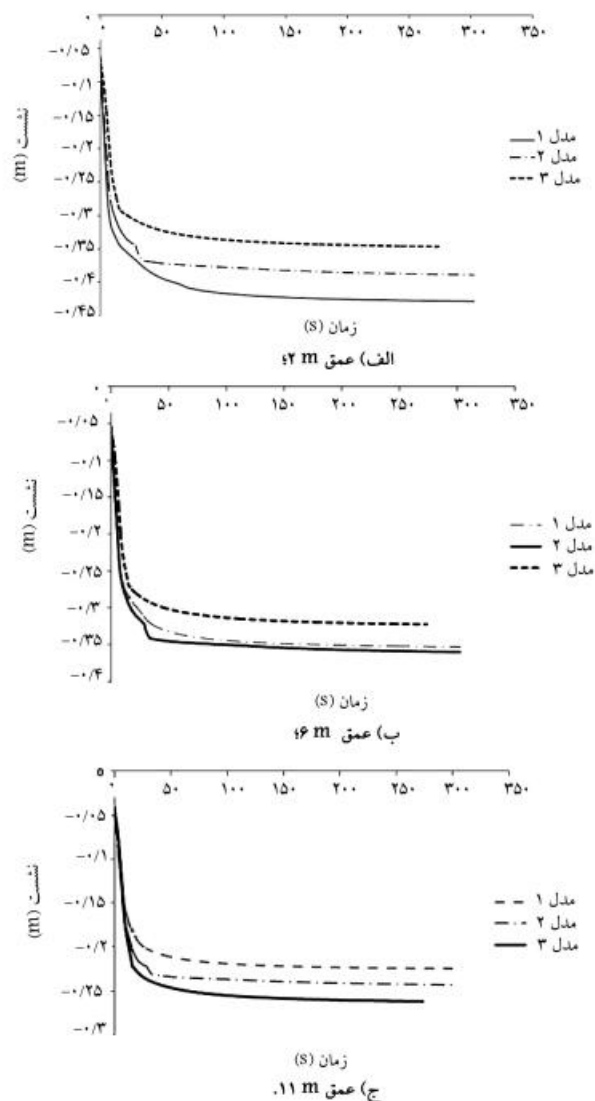 ۰ ۵۰ ۱۰۰ ۱۵۰ ۲۰۰ ۲۵۰ ۳۰۰ ۳۵۰
-۰/۰۵
-۰/۱
-۰/۱۵
-۰/۲
-۰/۲۵
-۰/۳
-۰/۳۵
-۰/۴
-۰/۴۵
نشست (m)
مدل ۱
مدل ۲
مدل ۳
زمان (s)
الف) عمق ۲ m؛
۰ ۵۰ ۱۰۰ ۱۵۰ ۲۰۰ ۲۵۰ ۳۰۰ ۳۵۰
-۰/۰۵
-۰/۱
-۰/۱۵
-۰/۲
-۰/۲۵
-۰/۳
-۰/۳۵
-۰/۴
نشست (m)
مدل ۱
مدل ۲
مدل ۳
زمان (s)
ب) عمق ۶ m؛
۰
۰ ۵۰ ۱۰۰ ۱۵۰ ۲۰۰ ۲۵۰ ۳۰۰ ۳۵۰
-۰/۰۵
-۰/۱
-۰/۱۵
-۰/۲
-۰/۲۵
-۰/۳
نشست (m)
مدل ۱
مدل ۲
مدل ۳
زمان (s)
ج) عمق ۱۱ m.